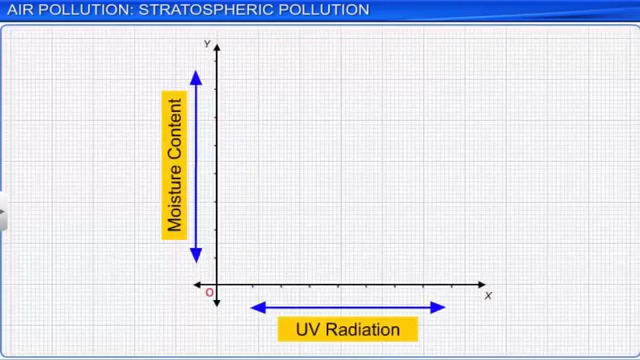 AIR POLLUTION: STRATOSPHERIC POLLUTION
Y
Moisture Content
O
X
UV Radiation